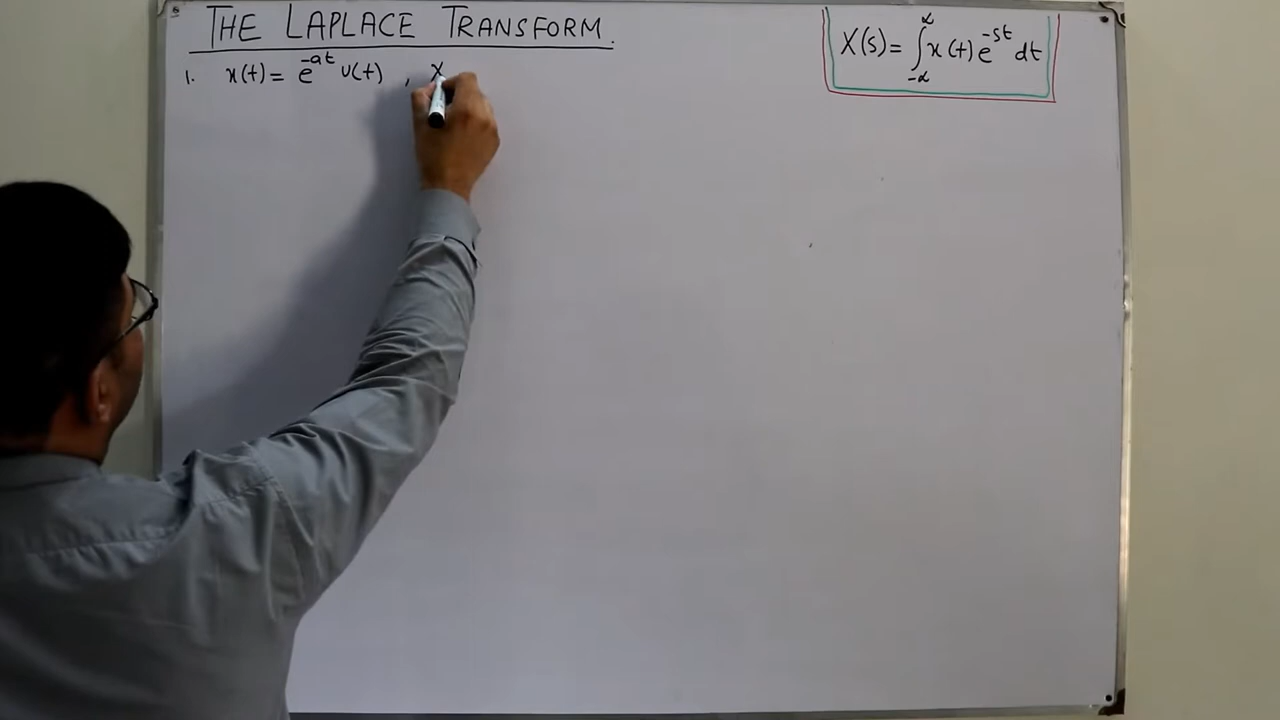 THE LAPLACE TRANSFORM.
X(s) = ∫_{-∝}^{∝} x(t) e^{-st} dt
1. x(t) = e^{-at} u(t) , X